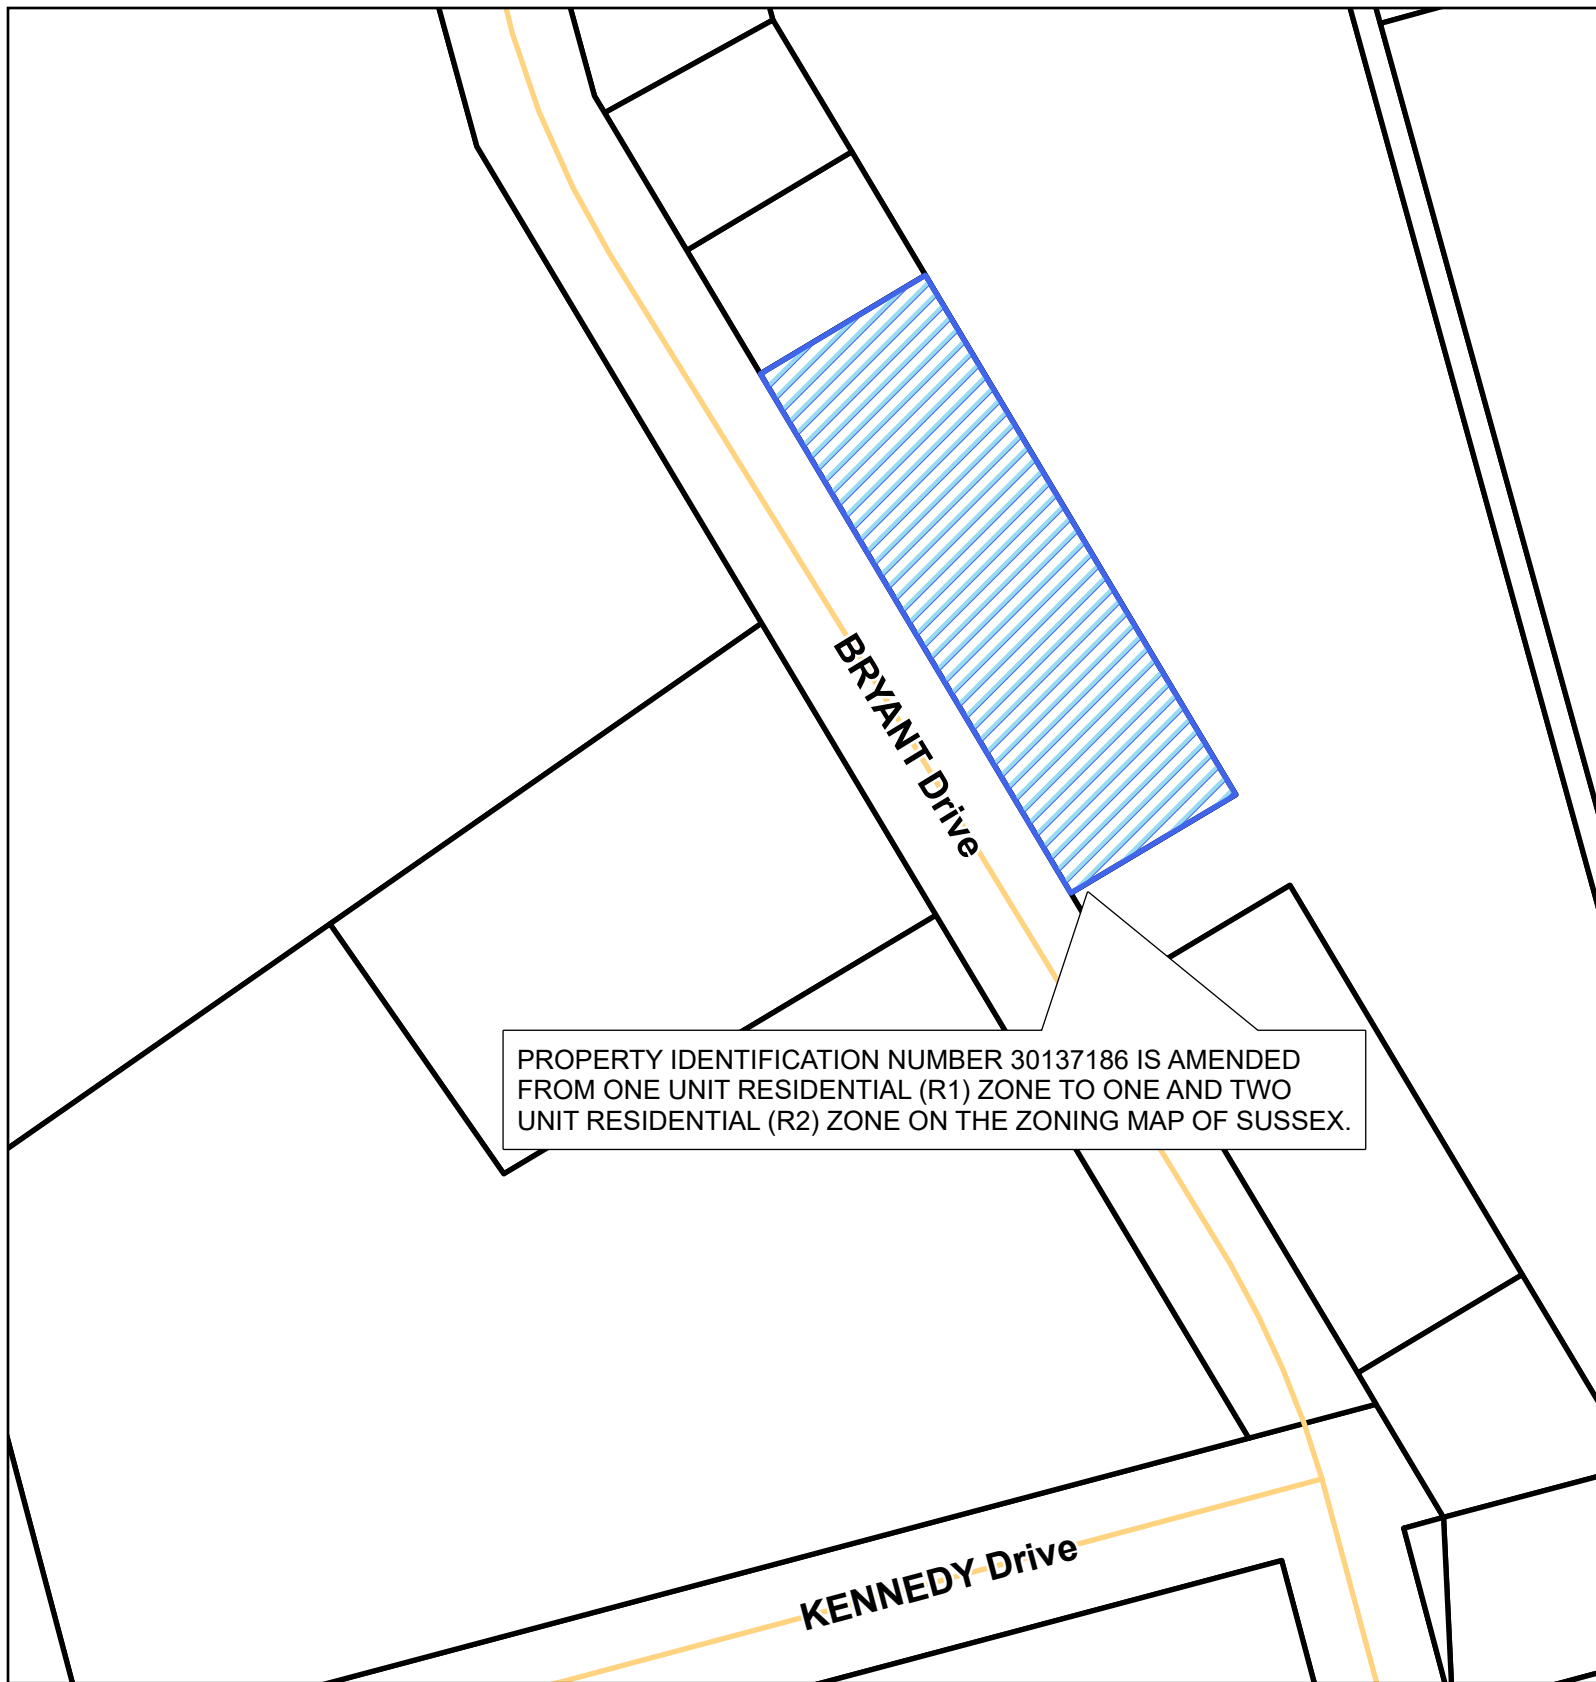 BRYANT Drive
PROPERTY IDENTIFICATION NUMBER 30137186 IS AMENDED
FROM ONE UNIT RESIDENTIAL (R1) ZONE TO ONE AND TWO
UNIT RESIDENTIAL (R2) ZONE ON THE ZONING MAP OF SUSSEX.
KENNEDY Drive